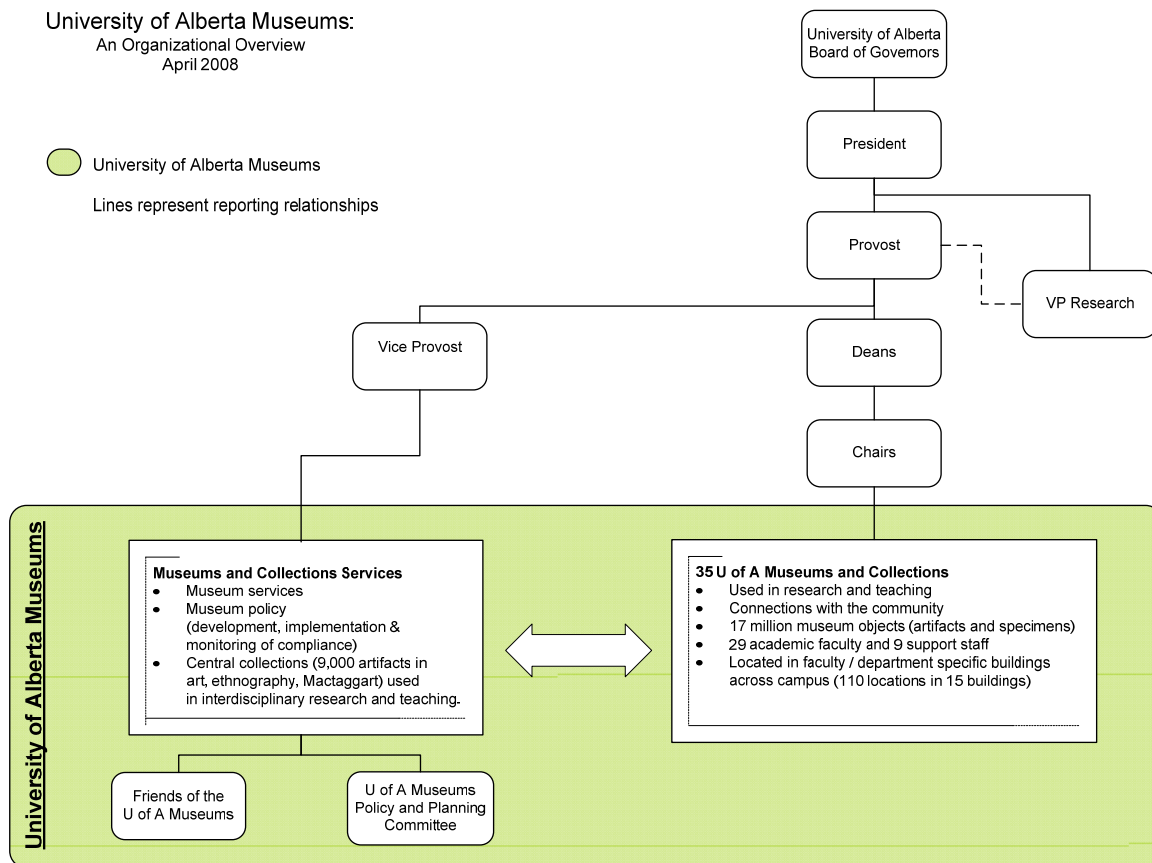 University of Alberta Museums:
An Organizational Overview
April 2008
University of Alberta Museums
Lines represent reporting relationships
University of Alberta
Board of Governors
President
Provost
VP Research
Vice Provost
Deans
Chairs
University of Alberta Museums
Museums and Collections Services
● Museum services
● Museum policy
(development, implementation &
monitoring of compliance)
● Central collections (9,000 artifacts in
art, ethnography, Mactaggart) used
in interdisciplinary research and teaching.
35 U of A Museums and Collections
● Used in research and teaching
● Connections with the community
● 17 million museum objects (artifacts and specimens)
● 29 academic faculty and 9 support staff
● Located in faculty / department specific buildings
across campus (110 locations in 15 buildings)
Friends of the
U of A Museums
U of A Museums
Policy and Planning
Committee